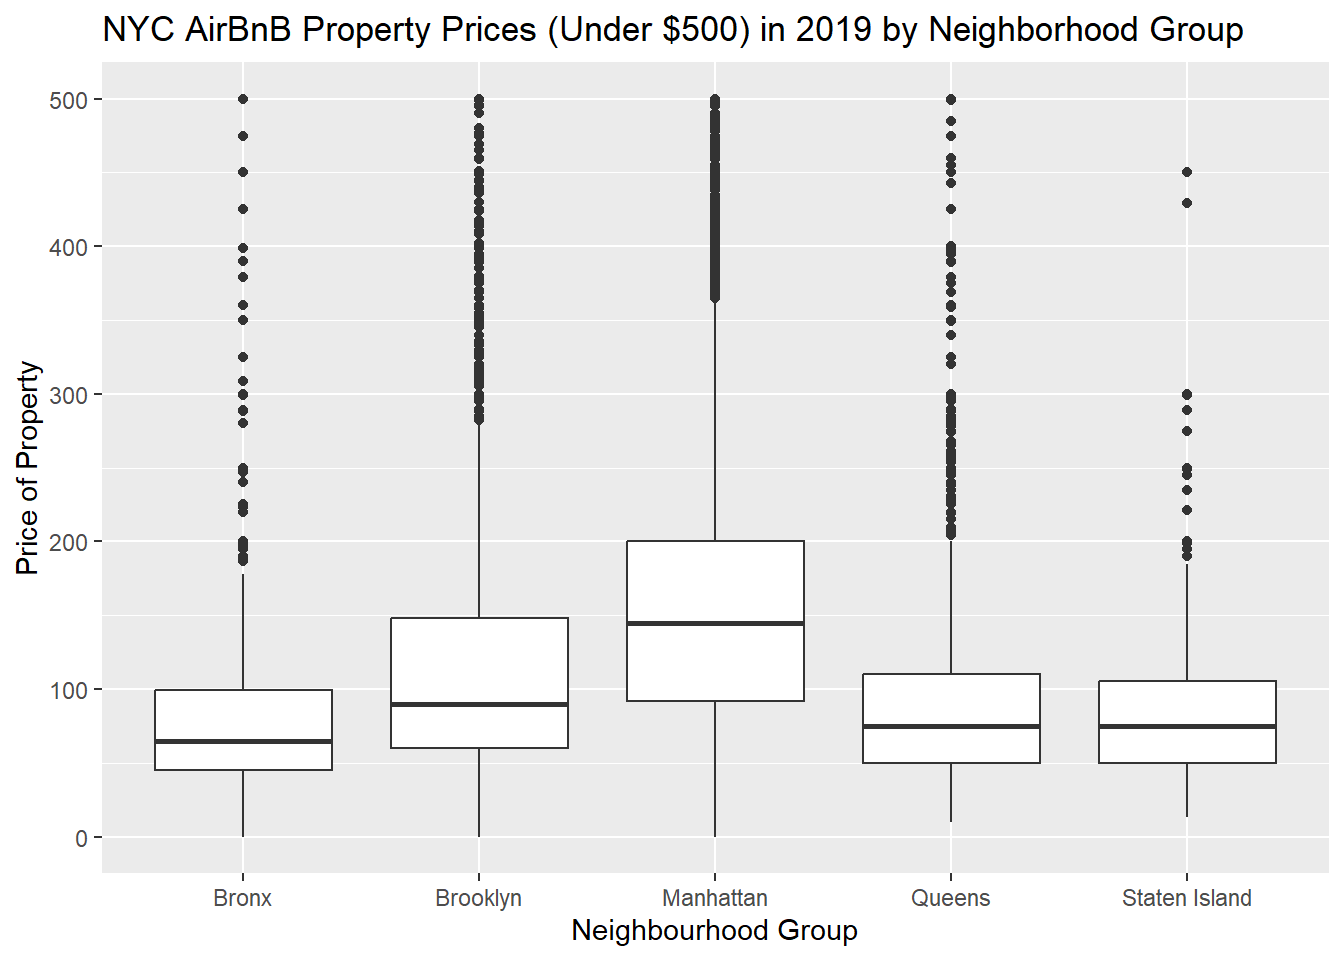 NYC AirBnB Property Prices (Under $500) in 2019 by Neighborhood Group
Price of Property
500
400
300
200
100
0
Bronx Brooklyn Manhattan Queens Staten Island
Neighbourhood Group